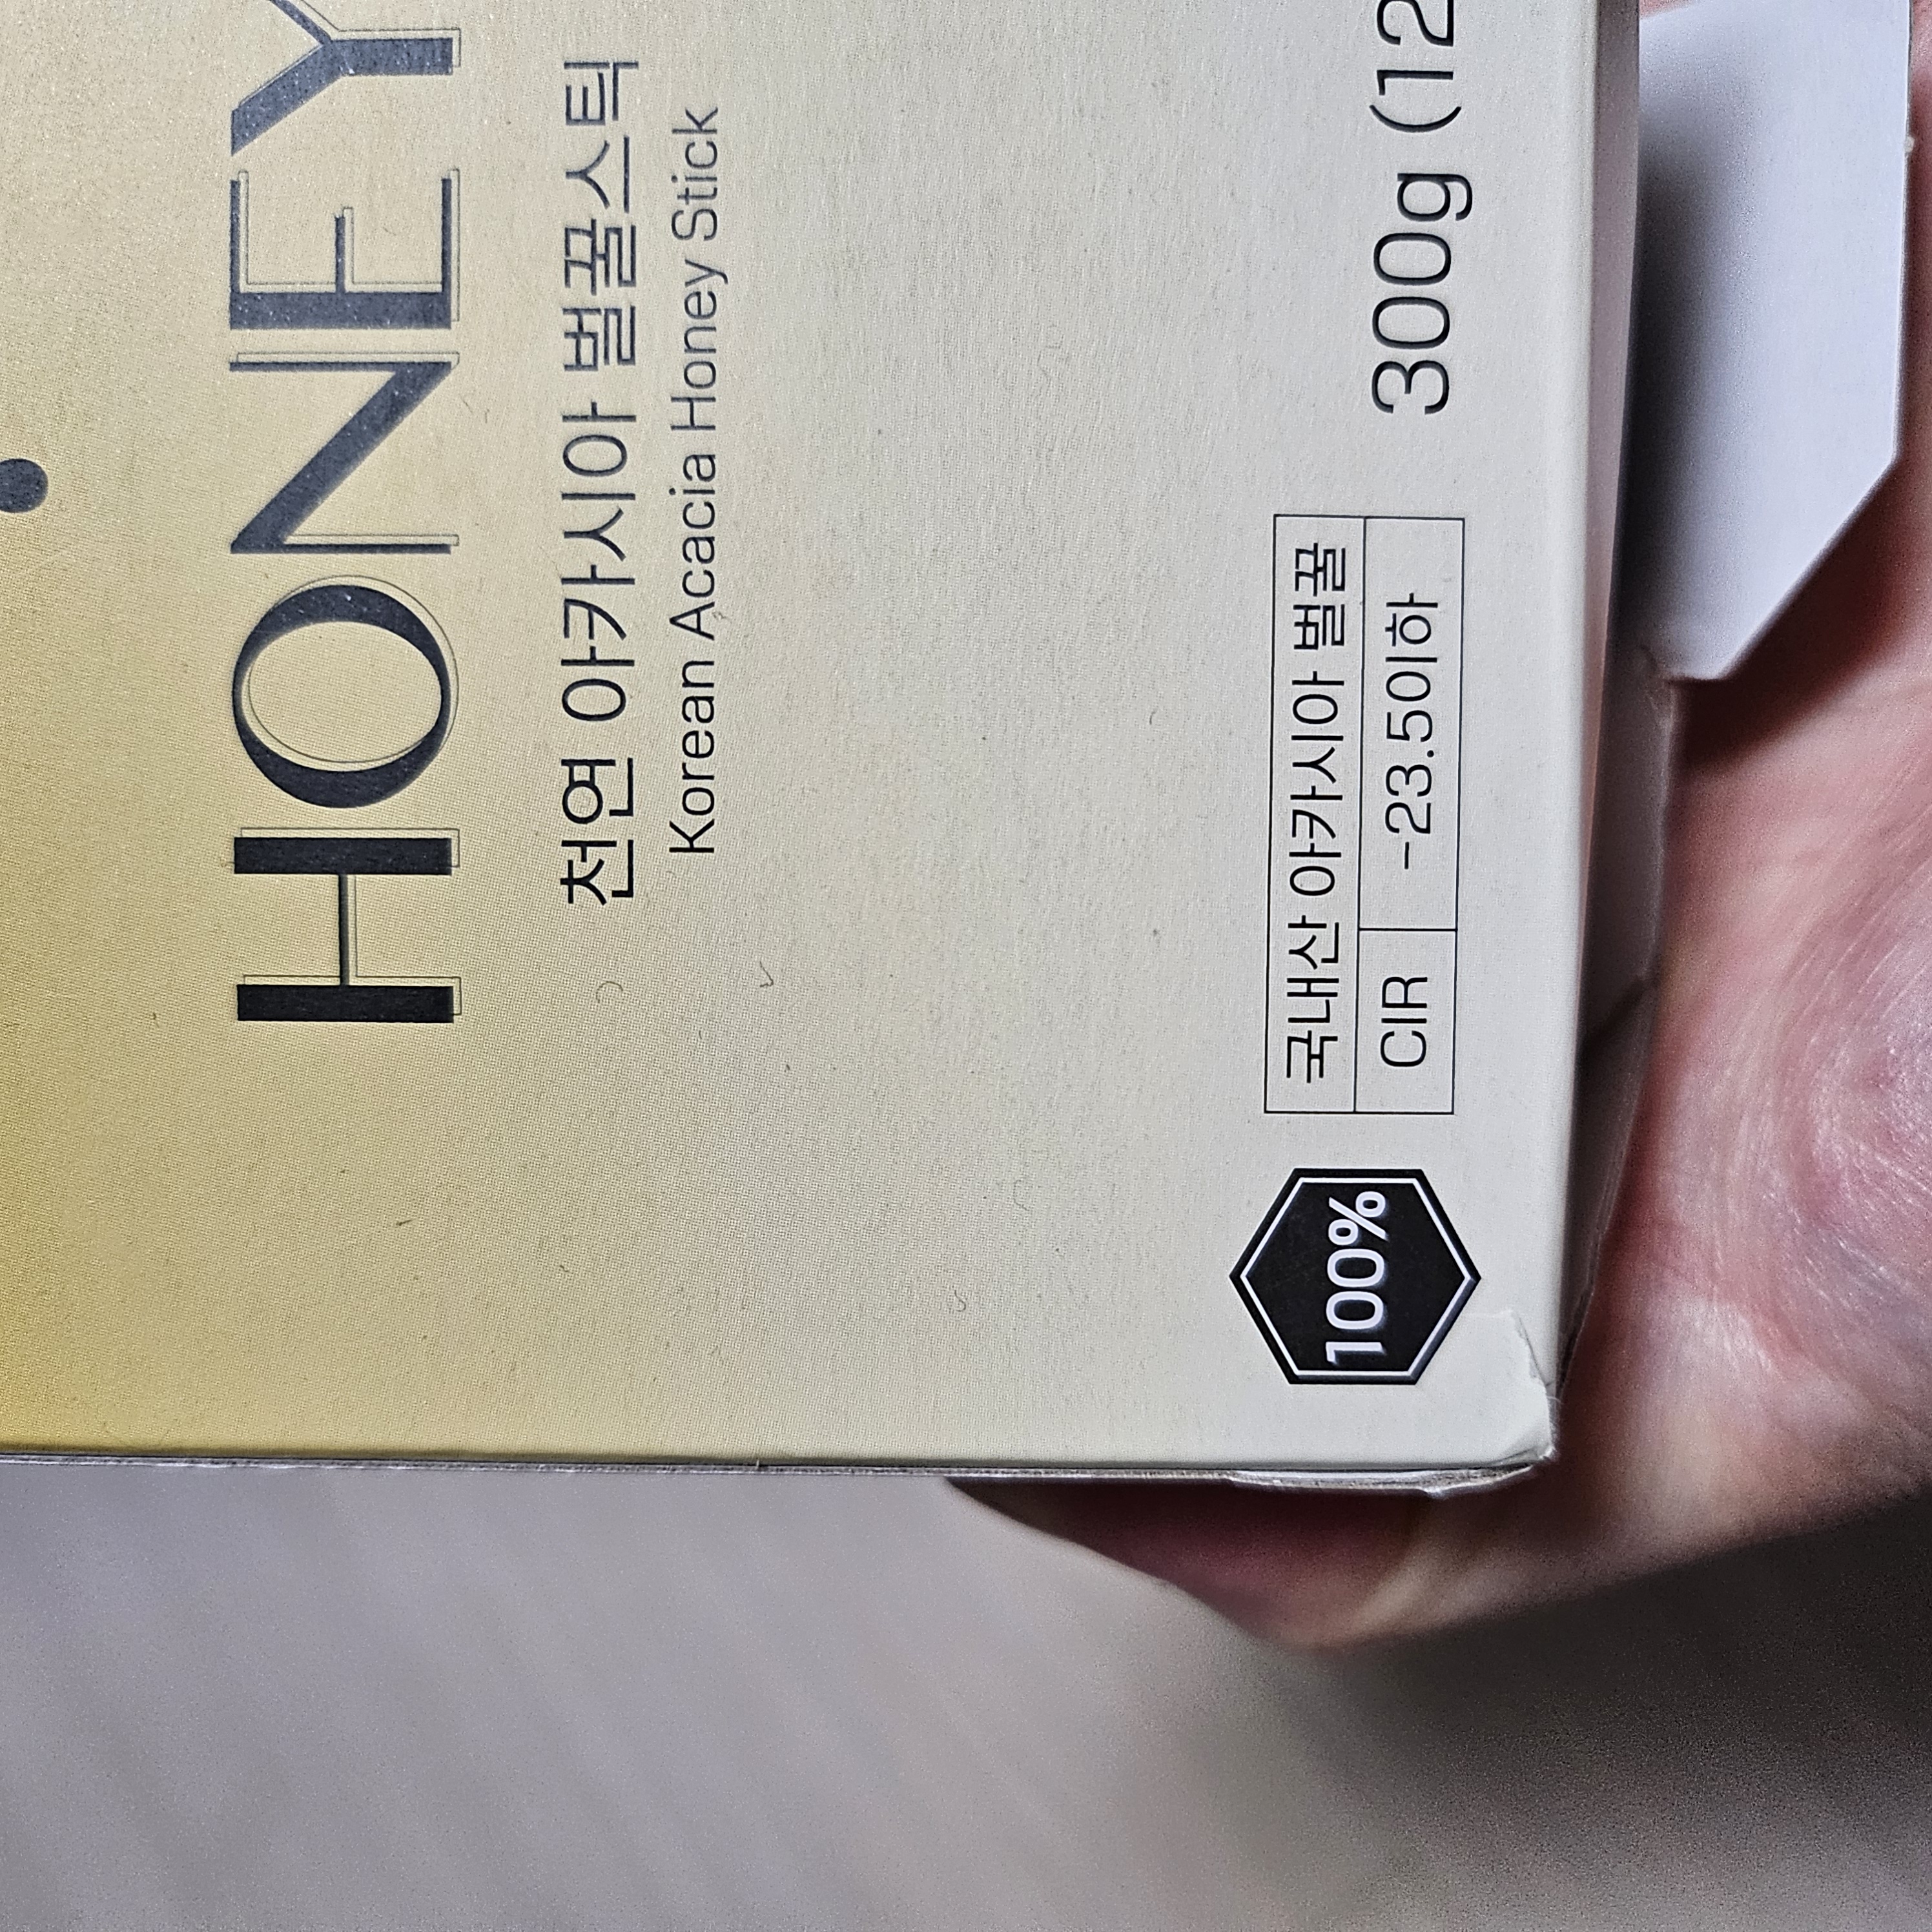 HONEY
천연 아카시아 벌꿀스틱
Korean Acacia Honey Stick
100%
국내산 아카시아 벌꿀
CIR -23.50이하
300g (12